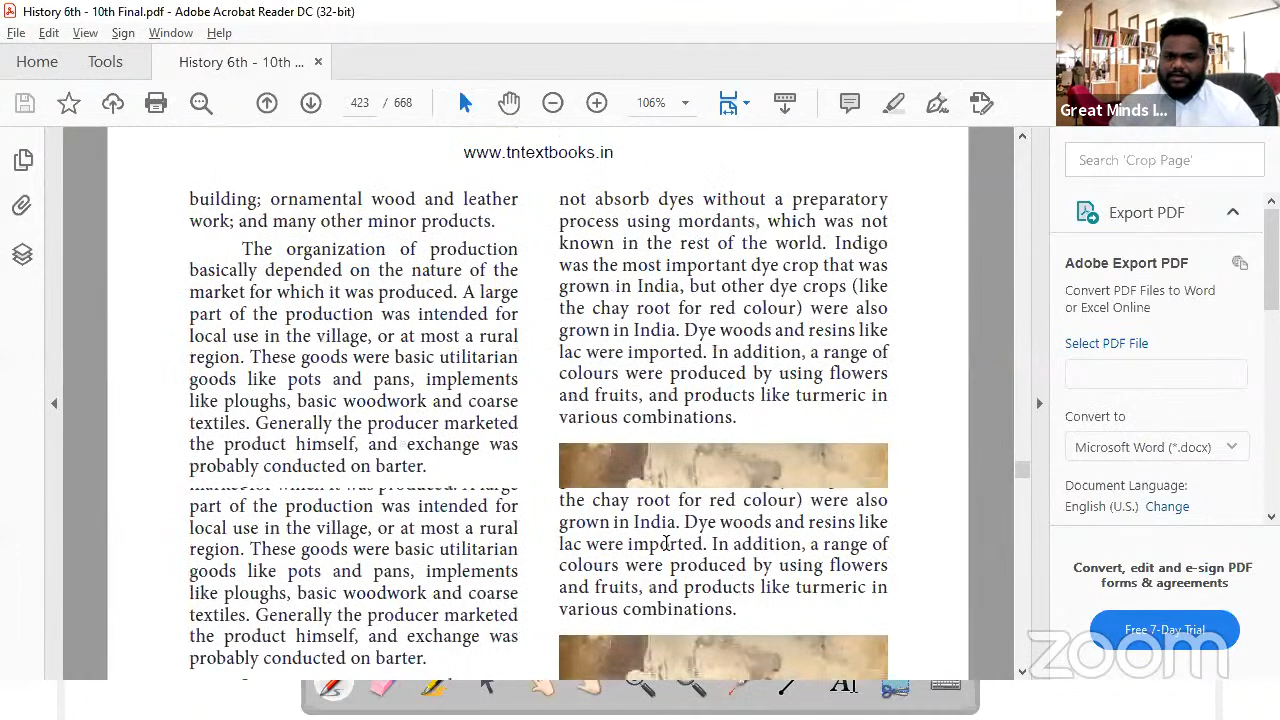 History 6th - 10th Final.pdf - Adobe Acrobat Reader DC (32-bit)
File Edit View Sign Window Help
Home Tools History 6th - 10th ... ×
423 / 668 106%
Great Minds I...
www.tntextbooks.in
building; ornamental wood and leather
work; and many other minor products.
The organization of production
basically depended on the nature of the
market for which it was produced. A large
part of the production was intended for
local use in the village, or at most a rural
region. These goods were basic utilitarian
goods like pots and pans, implements
like ploughs, basic woodwork and coarse
textiles. Generally the producer marketed
the product himself, and exchange was
probably conducted on barter.
market for which it was produced. A large
part of the production was intended for
local use in the village, or at most a rural
region. These goods were basic utilitarian
goods like pots and pans, implements
like ploughs, basic woodwork and coarse
textiles. Generally the producer marketed
the product himself, and exchange was
probably conducted on barter.
not absorb dyes without a preparatory
process using mordants, which was not
known in the rest of the world. Indigo
was the most important dye crop that was
grown in India, but other dye crops (like
the chay root for red colour) were also
grown in India. Dye woods and resins like
lac were imported. In addition, a range of
colours were produced by using flowers
and fruits, and products like turmeric in
various combinations.
the chay root for red colour) were also
grown in India. Dye woods and resins like
lac were imported. In addition, a range of
colours were produced by using flowers
and fruits, and products like turmeric in
various combinations.
Search 'Crop Page'
Export PDF
Adobe Export PDF
Convert PDF Files to Word
or Excel Online
Select PDF File
Convert to
Microsoft Word (*.docx)
Document Language:
English (U.S.) Change
Convert, edit and e-sign PDF
forms & agreements
Free 7-Day Trial
zoom